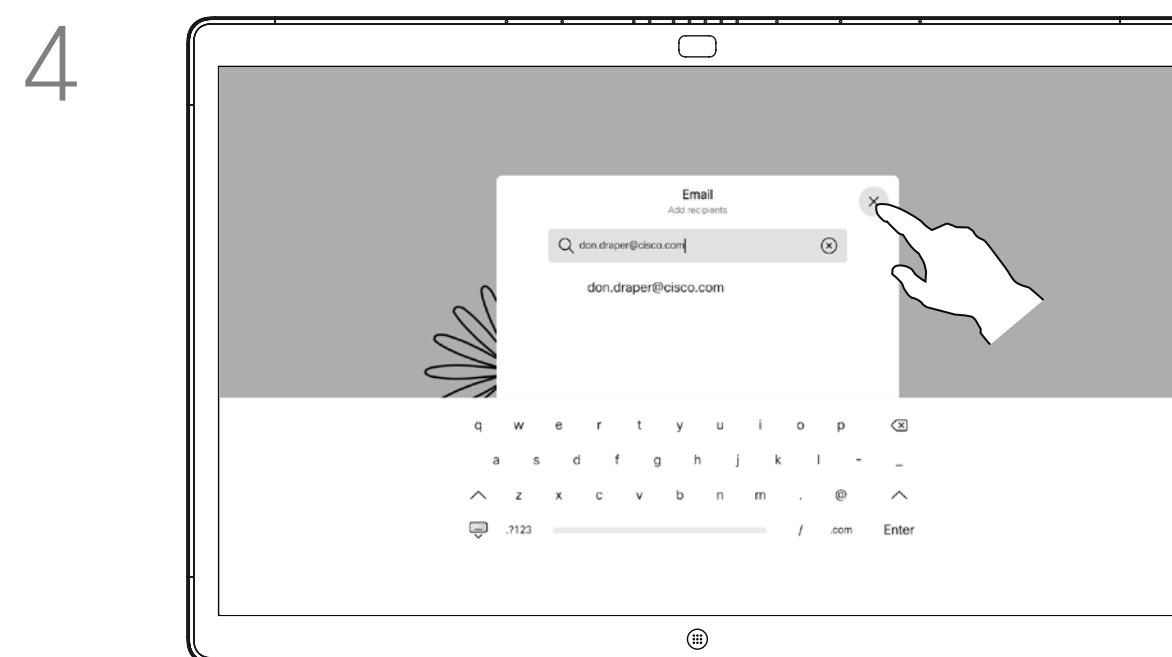 4
Email
Add recipients
don.draper@cisco.com
don.draper@cisco.com
q w e r t y u i o p
a s d f g h j k l - _
z x c v b n m . @
.?123 / .com Enter